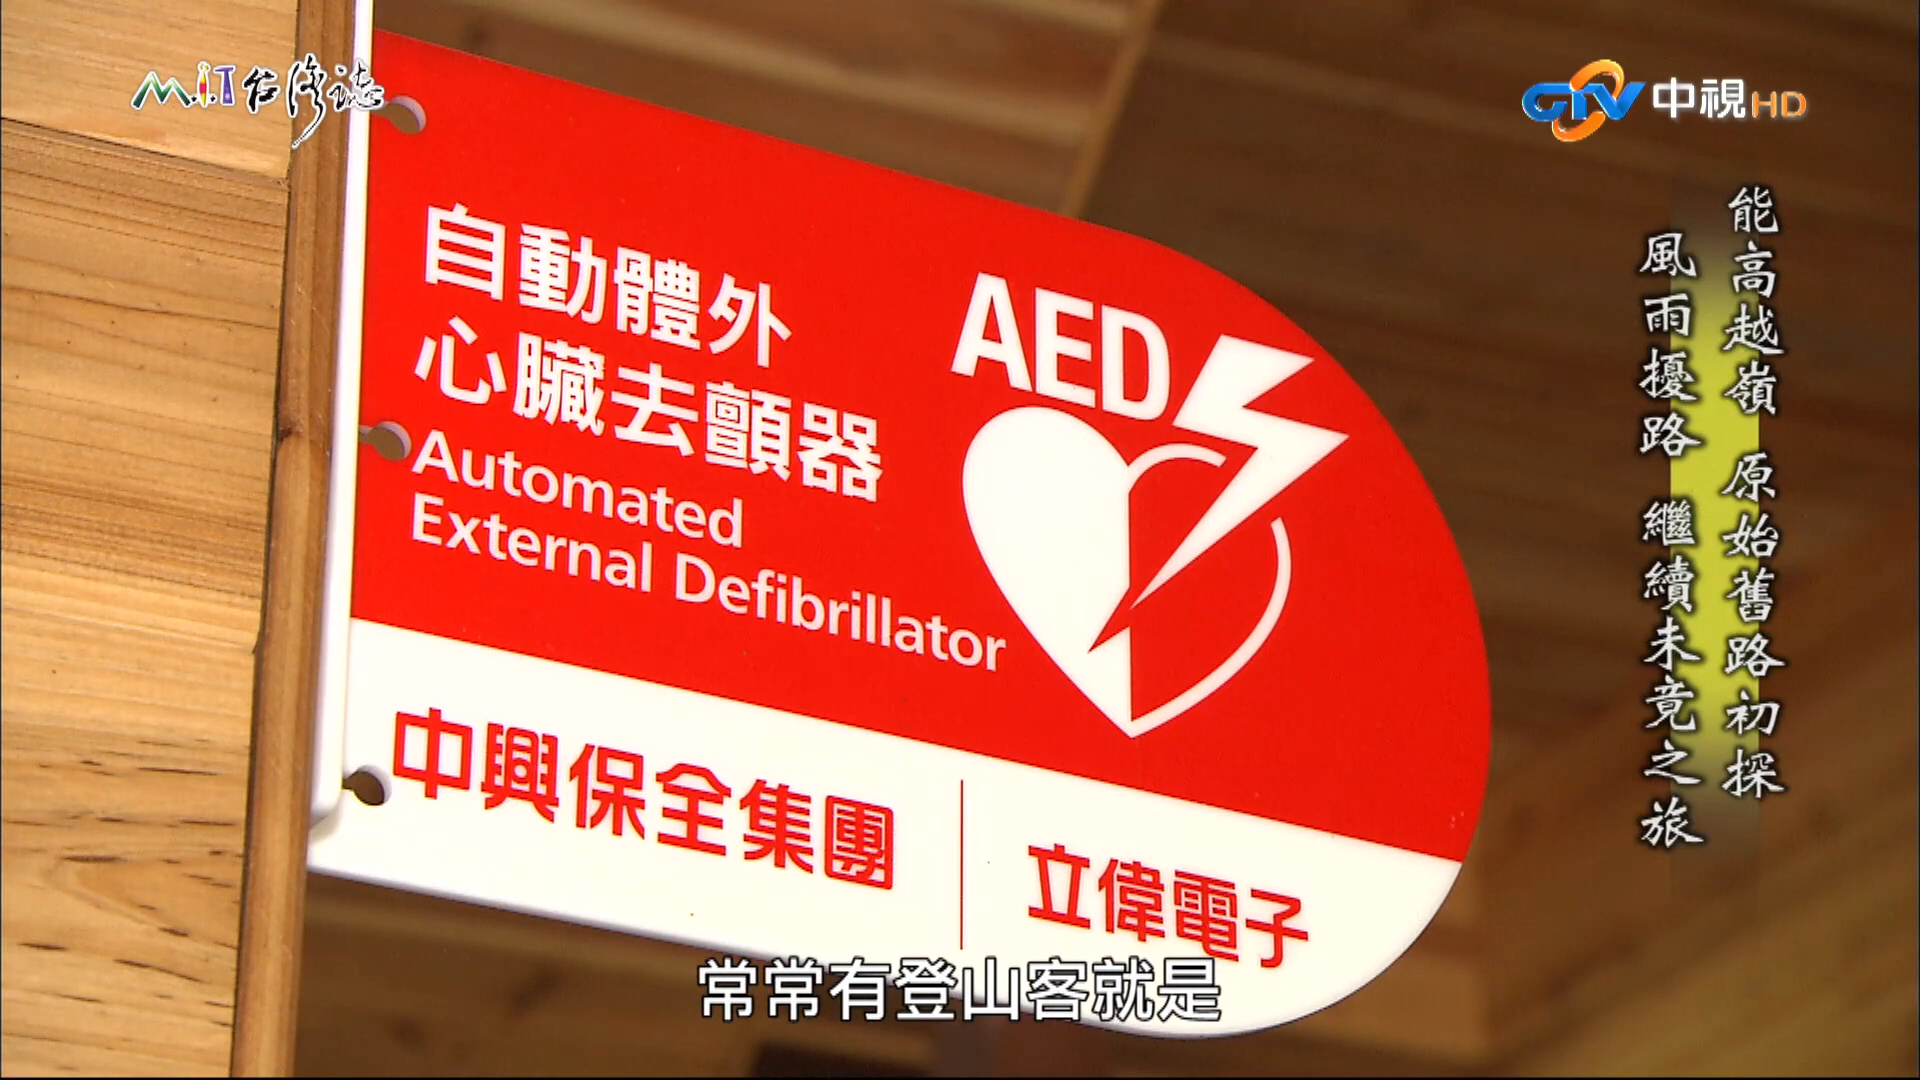 M.I.T台灣誌
CTV中視HD
能高越嶺 原始舊路初探
風雨擾路 繼續未竟之旅
自動體外
心臟去顫器
Automated
External Defibrillator
AED
中興保全集團
立偉電子
常常有登山客就是